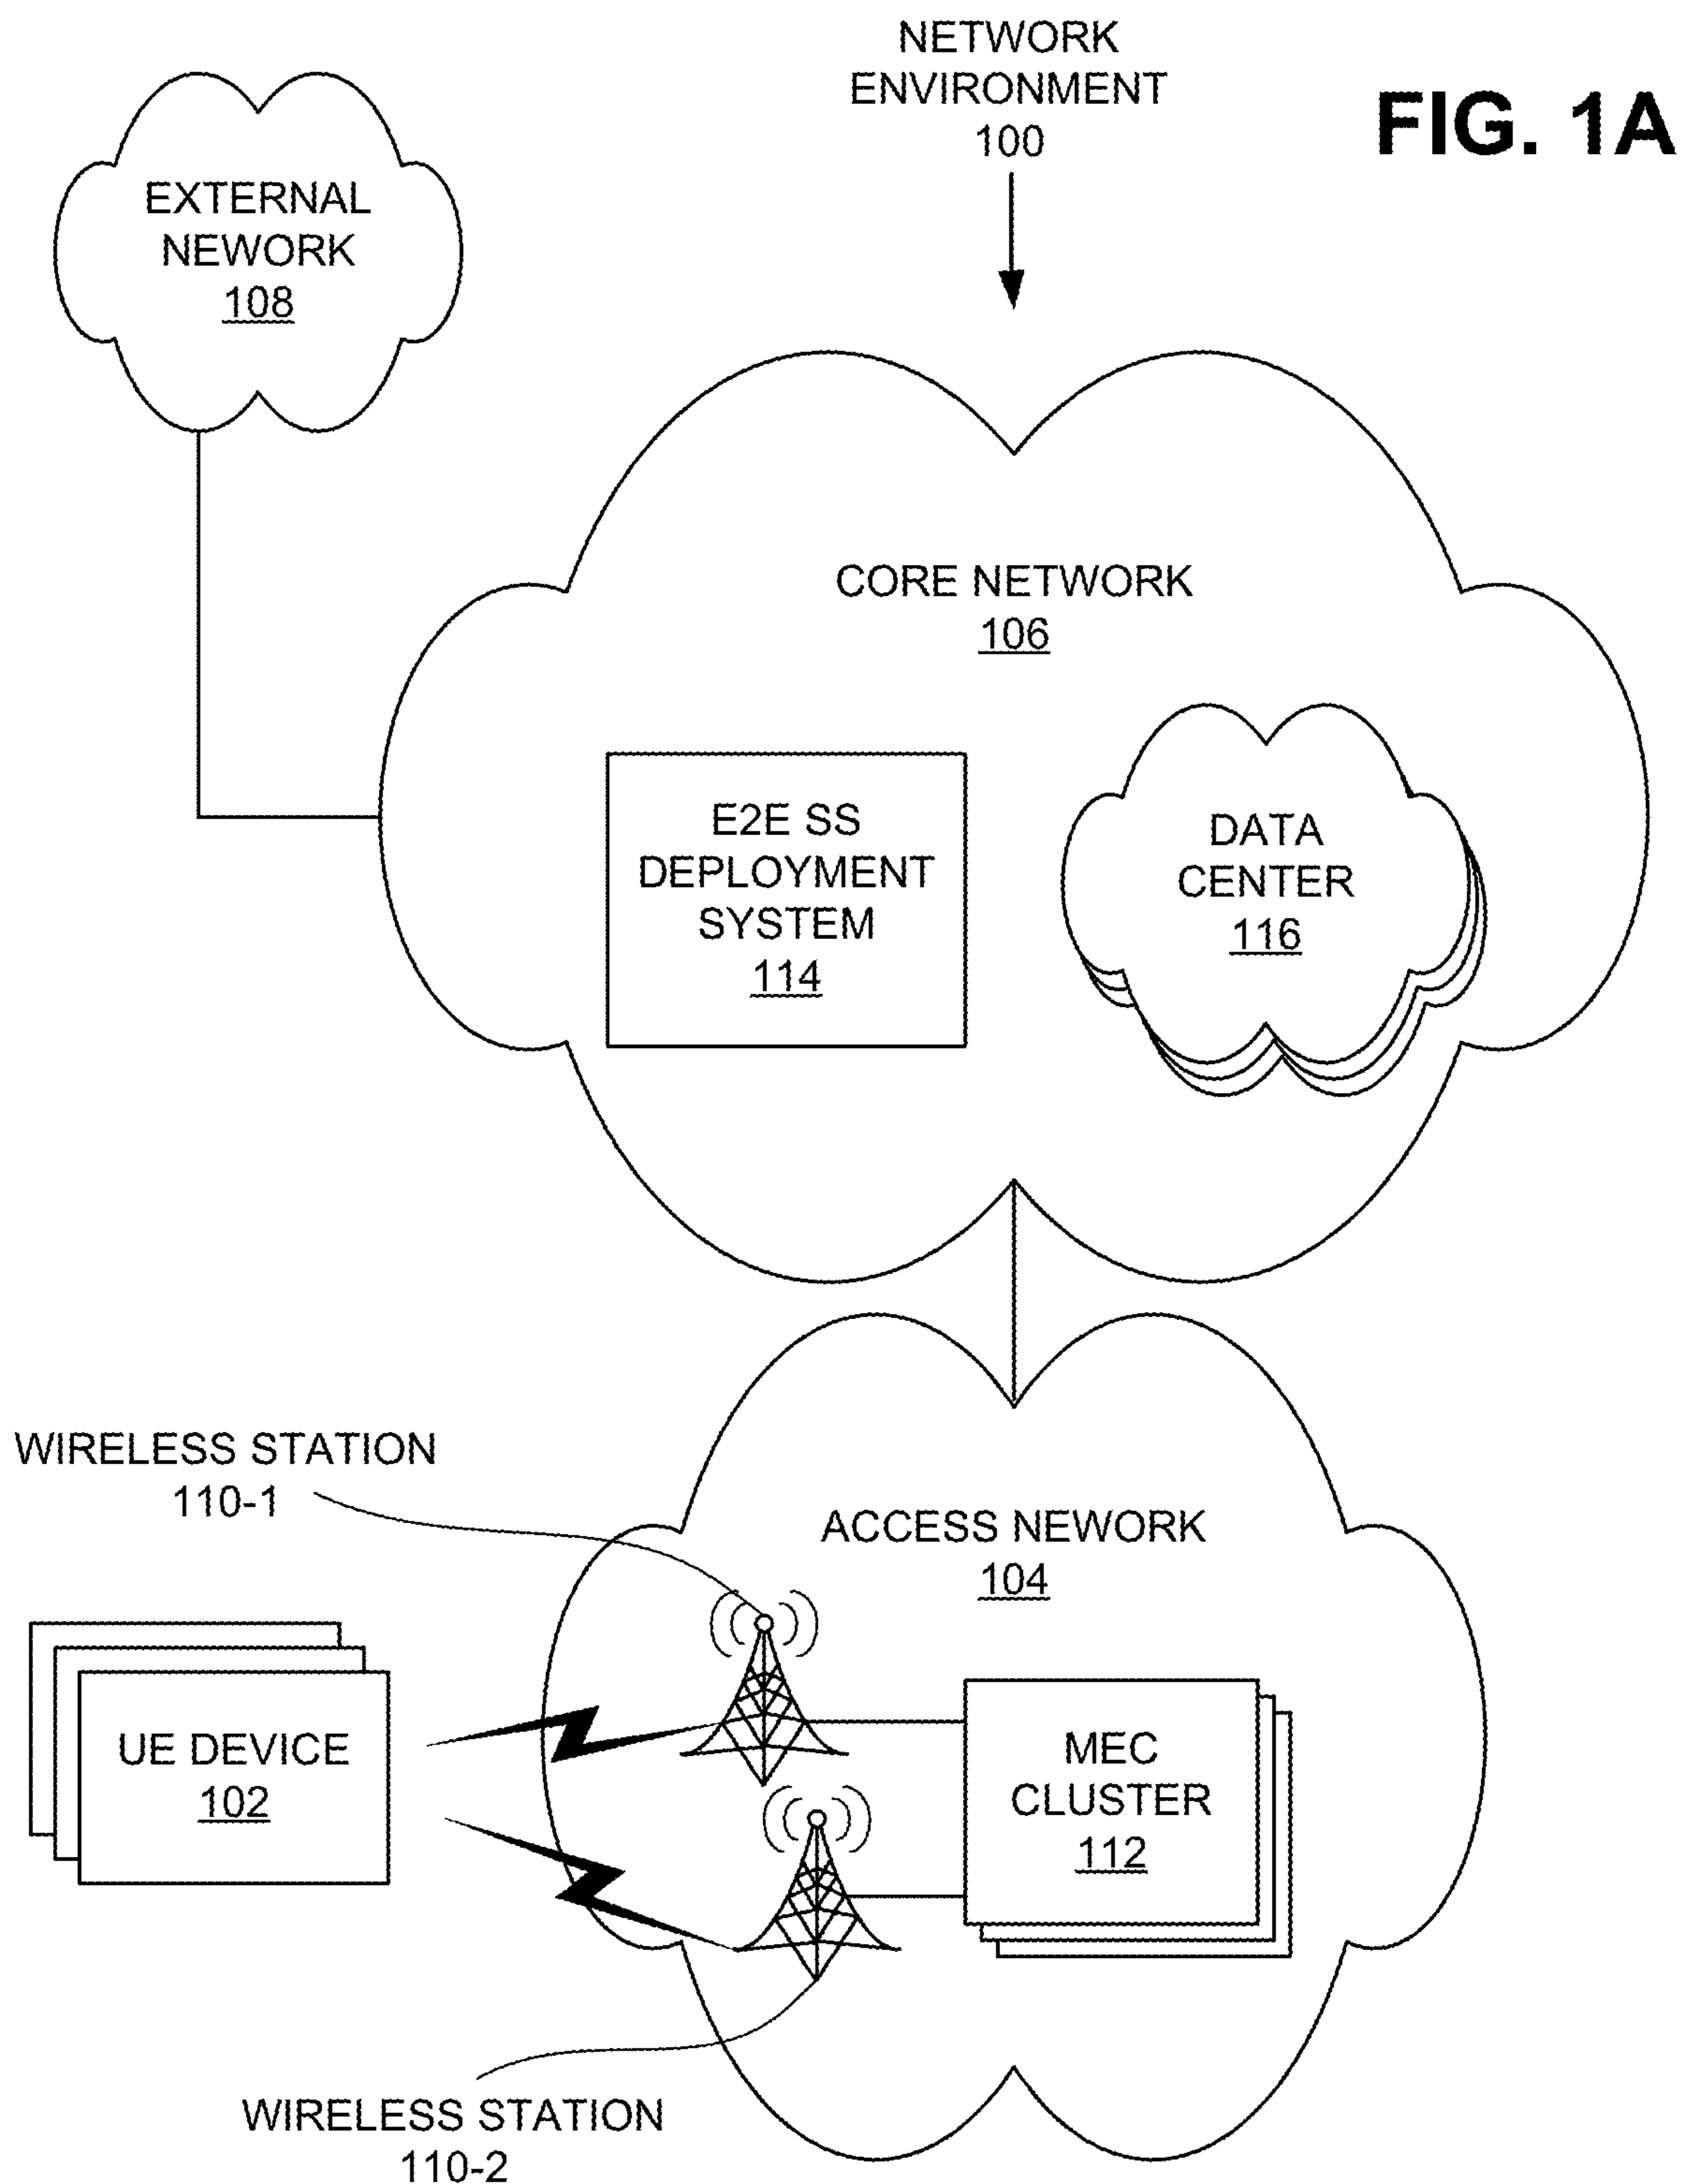 NETWORK
ENVIRONMENT
100
FIG. 1A
EXTERNAL
NEWORK
108
CORE NETWORK
106
E2E SS
DEPLOYMENT
SYSTEM
114
DATA
CENTER
116
WIRELESS STATION
110-1
ACCESS NEWORK
104
UE DEVICE
102
MEC
CLUSTER
112
WIRELESS STATION
110-2